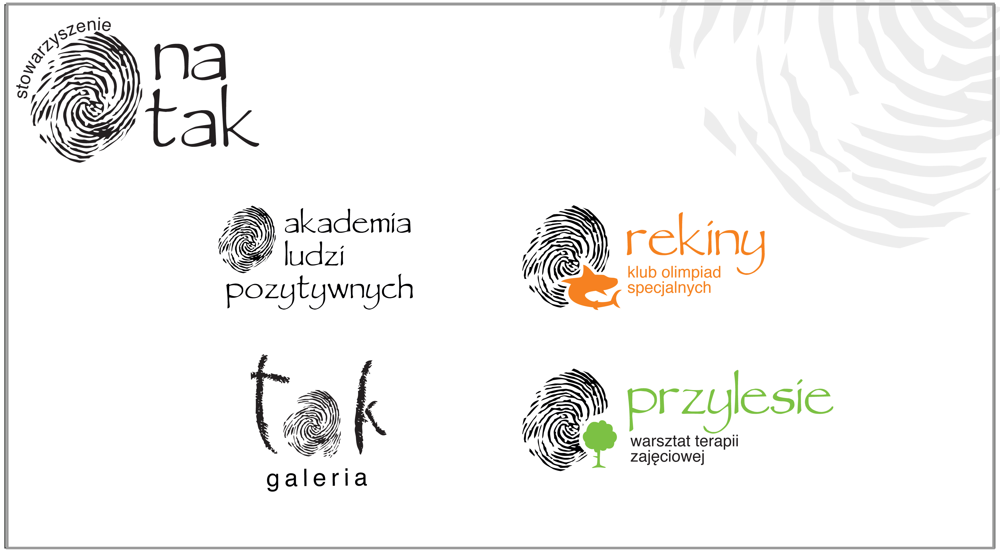 stowarzyszenie
na
tak
akademia
ludzi
pozytywnych
rekiny
klub olimpiad
specjalnych
tak
galeria
przylesie
warsztat terapii
zajęciowej